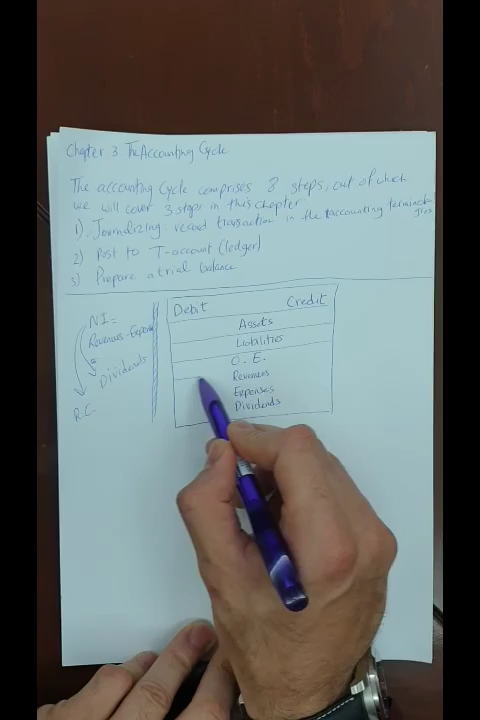 Chapter 3 The Accounting Cycle
The accounting Cycle comprises 8 steps, out of which
we will cover 3 steps in this chapter
1). Journalizing record transaction in the accounting
2) Post to T-account (ledger)
3) Prepare a trial balance
Debit Credit
Assets
Liabilities
O. E.
Revenues
Expenses
Dividends
NI =
Revenues - Expens
Dividends